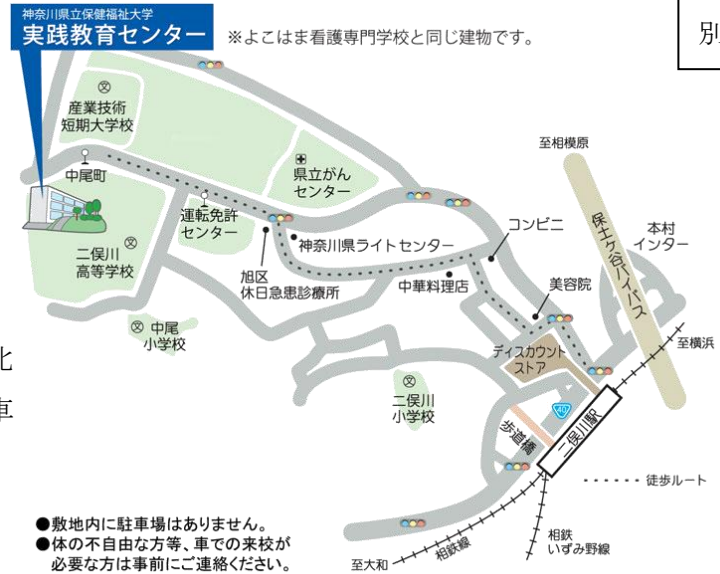 神奈川県立保健福祉大学
実践教育センター
※よこはま看護専門学校と同じ建物です。
別
産業技術
短期大学校
中尾町
県立がん
センター
運転免許
センター
二俣川
高等学校
旭区
休日急患診療所
神奈川県ライトセンター
中華料理店
コンビニ
美容院
至相模原
保土ヶ谷バイパス
本村
インター
至横浜
中尾
小学校
ディスカウント
ストア
二俣川
小学校
歩道橋
40
二俣川駅
徒歩ルート
相鉄
いずみ野線
相鉄線
至大和
北
車
●敷地内に駐車場はありません。
●体の不自由な方等、車での来校が
必要な方は事前にご連絡ください。